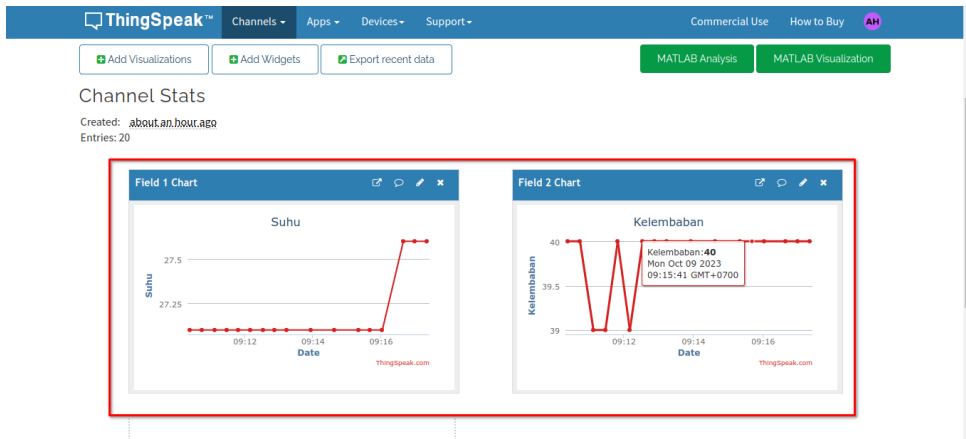 ThingSpeak™ Channels Apps Devices Support Commercial Use How to Buy AH
Add Visualizations Add Widgets Export recent data MATLAB Analysis MATLAB Visualization
Channel Stats
Created: about an hour ago
Entries: 20
Field 1 Chart
Suhu
27.5
27.25
Suhu
09:12 09:14 09:16
Date
ThingSpeak.com
Field 2 Chart
Kelembaban
40
39.5
39
Kelembaban
Kelembaban:40
Mon Oct 09 2023
09:15:41 GMT+0700
09:12 09:14 09:16
Date
ThingSpeak.com